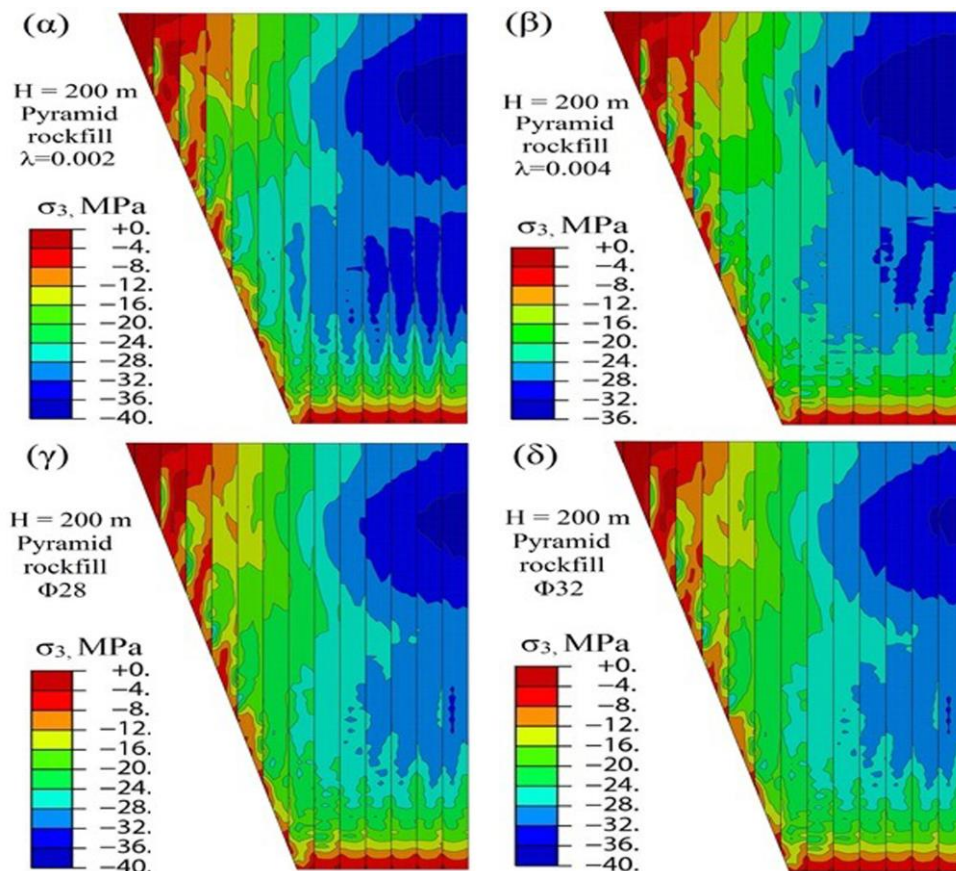 (α)
H = 200 m
Pyramid
rockfill
λ=0.002
σ3, MPa
+0.
−4.
−8.
−12.
−16.
−20.
−24.
−28.
−32.
−36.
−40.
(β)
H = 200 m
Pyramid
rockfill
λ=0.004
σ3, MPa
+0.
−4.
−8.
−12.
−16.
−20.
−24.
−28.
−32.
−36.
(γ)
H = 200 m
Pyramid
rockfill
Φ28
σ3, MPa
+0.
−4.
−8.
−12.
−16.
−20.
−24.
−28.
−32.
−36.
−40.
(δ)
H = 200 m
Pyramid
rockfill
Φ32
σ3, MPa
+0.
−4.
−8.
−12.
−16.
−20.
−24.
−28.
−32.
−36.
−40.